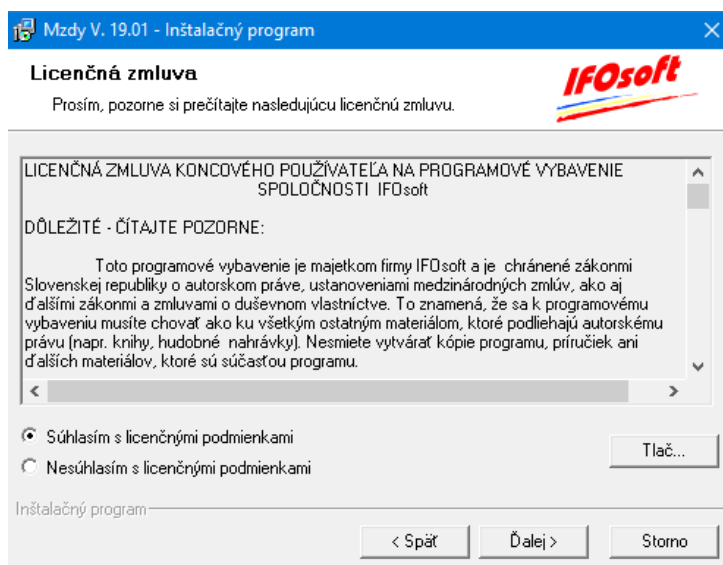 Mzdy V. 19.01 - Inštalačný program
Licenčná zmluva
Prosím, pozorne si prečítajte nasledujúcu licenčnú zmluvu.
IFOsoft
LICENČNÁ ZMLUVA KONCOVÉHO POUŽÍVATEĽA NA PROGRAMOVÉ VYBAVENIE
SPOLOČNOSTI IFOsoft
DÔLEŽITÉ - ČÍTAJTE POZORNE:
Toto programové vybavenie je majetkom firmy IFOsoft a je chránené zákonmi
Slovenskej republiky o autorskom práve, ustanoveniami medzinárodných zmlúv, ako aj
ďalšími zákonmi a zmluvami o duševnom vlastníctve. To znamená, že sa k programovému
vybaveniu musíte chovať ako ku všetkým ostatným materiálom, ktoré podliehajú autorskému
právu (napr. knihy, hudobné nahrávky). Nesmiete vytvárať kópie programu, príručiek ani
ďalších materiálov, ktoré sú súčasťou programu.
Súhlasím s licenčnými podmienkami
Nesúhlasím s licenčnými podmienkami
Tlač...
Inštalačný program
< Späť
Ďalej >
Storno